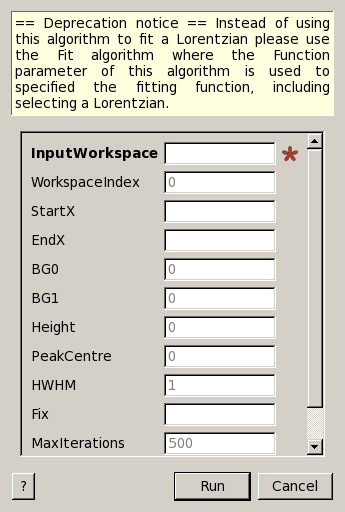 == Deprecation notice == Instead of using
this algorithm to fit a Lorentzian please use
the Fit algorithm where the Function
parameter of this algorithm is used to
specified the fitting function, including
selecting a Lorentzian.
InputWorkspace *
WorkspaceIndex 0
StartX
EndX
BG0 0
BG1 0
Height 0
PeakCentre 0
HWHM 1
Fix
MaxIterations 500
? Run Cancel